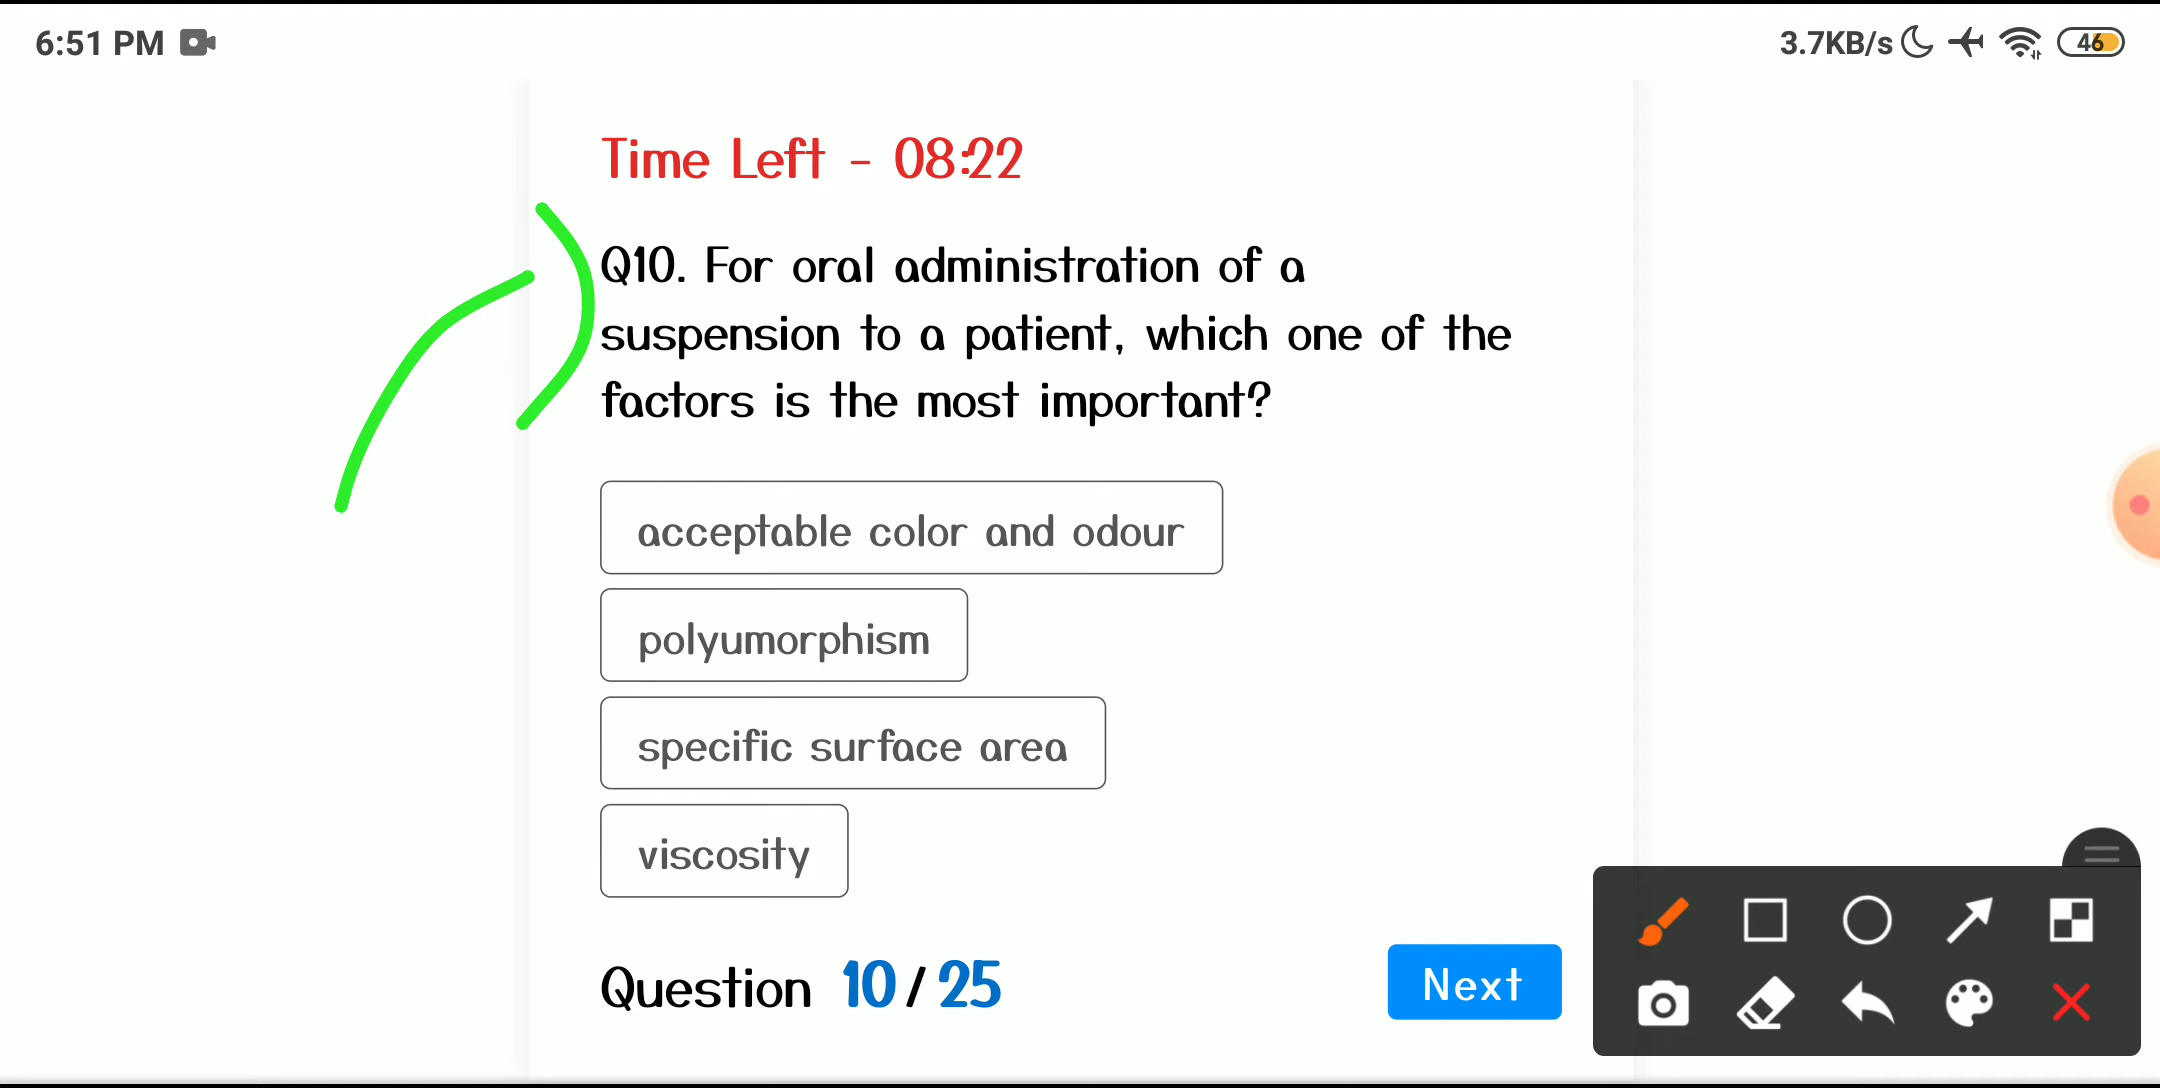 6:51 PM
3.7KB/s
46
Time Left - 08:22
Q10. For oral administration of a
suspension to a patient, which one of the
factors is the most important?
acceptable color and odour
polyumorphism
specific surface area
viscosity
Question 10 / 25
Next